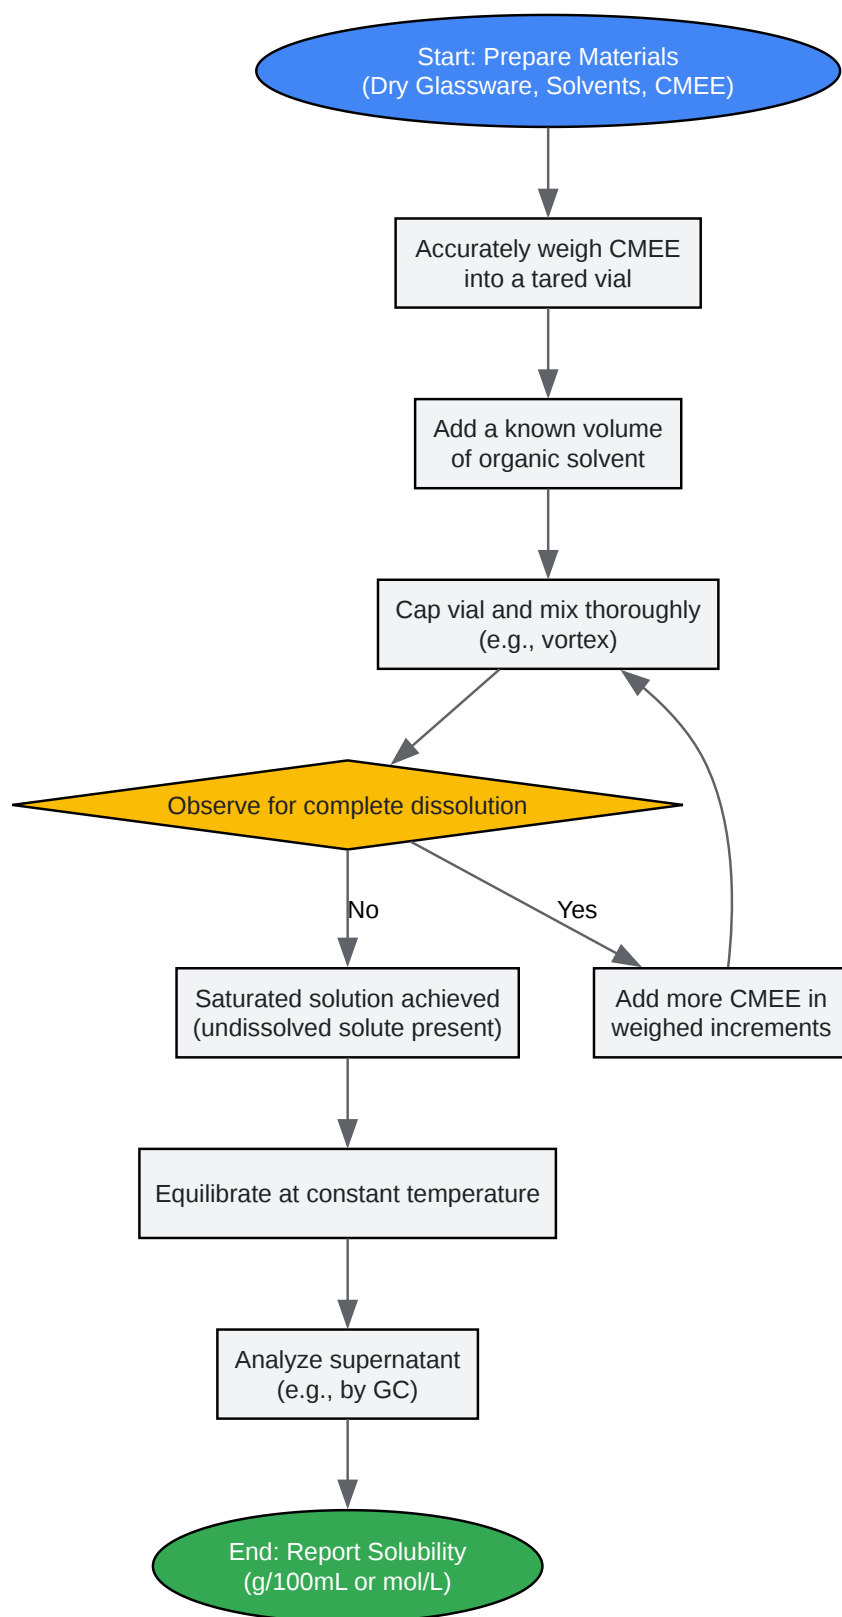 Start: Prepare Materials
(Dry Glassware, Solvents, CMEE)
Accurately weigh CMEE
into a tared vial
Add a known volume
of organic solvent
Cap vial and mix thoroughly
(e.g., vortex)
Observe for complete dissolution
No
Yes
Saturated solution achieved
(undissolved solute present)
Add more CMEE in
weighed increments
Equilibrate at constant temperature
Analyze supernatant
(e.g., by GC)
End: Report Solubility
(g/100mL or mol/L)